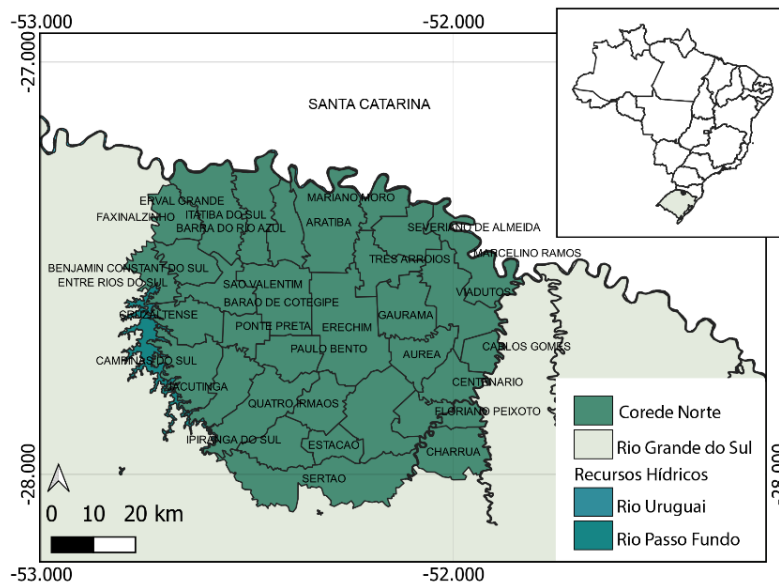 -53.000
-52.000
-27.000
SANTA CATARINA
ERVAL GRANDE
MARIANO MORO
FAXINALZINHO
ITATIBA DO SUL
ARATIBA
BARRA DO RIO AZUL
SEVERIANO DE ALMEIDA
MARCELINO RAMOS
TRES ARROIOS
BENJAMIN CONSTANT DO SUL
ENTRE RIOS DO SUL
SAO VALENTIM
VIADUTOS
BARAO DE COTEGIPE
CRUZALTENSE
GAURAMA
PONTE PRETA
ERECHIM
PAULO BENTO
CARLOS GOMES
AUREA
CAMPINAS DO SUL
CENTENARIO
JACUTINGA
QUATRO IRMAOS
FLORIANO PEIXOTO
IPIRANGA DO SUL
ESTACAO
CHARRUA
SERTAO
-28.000
-28.000
0 10 20 km
Corede Norte
Rio Grande do Sul
Recursos Hídricos
Rio Uruguai
Rio Passo Fundo
-53.000
-52.000